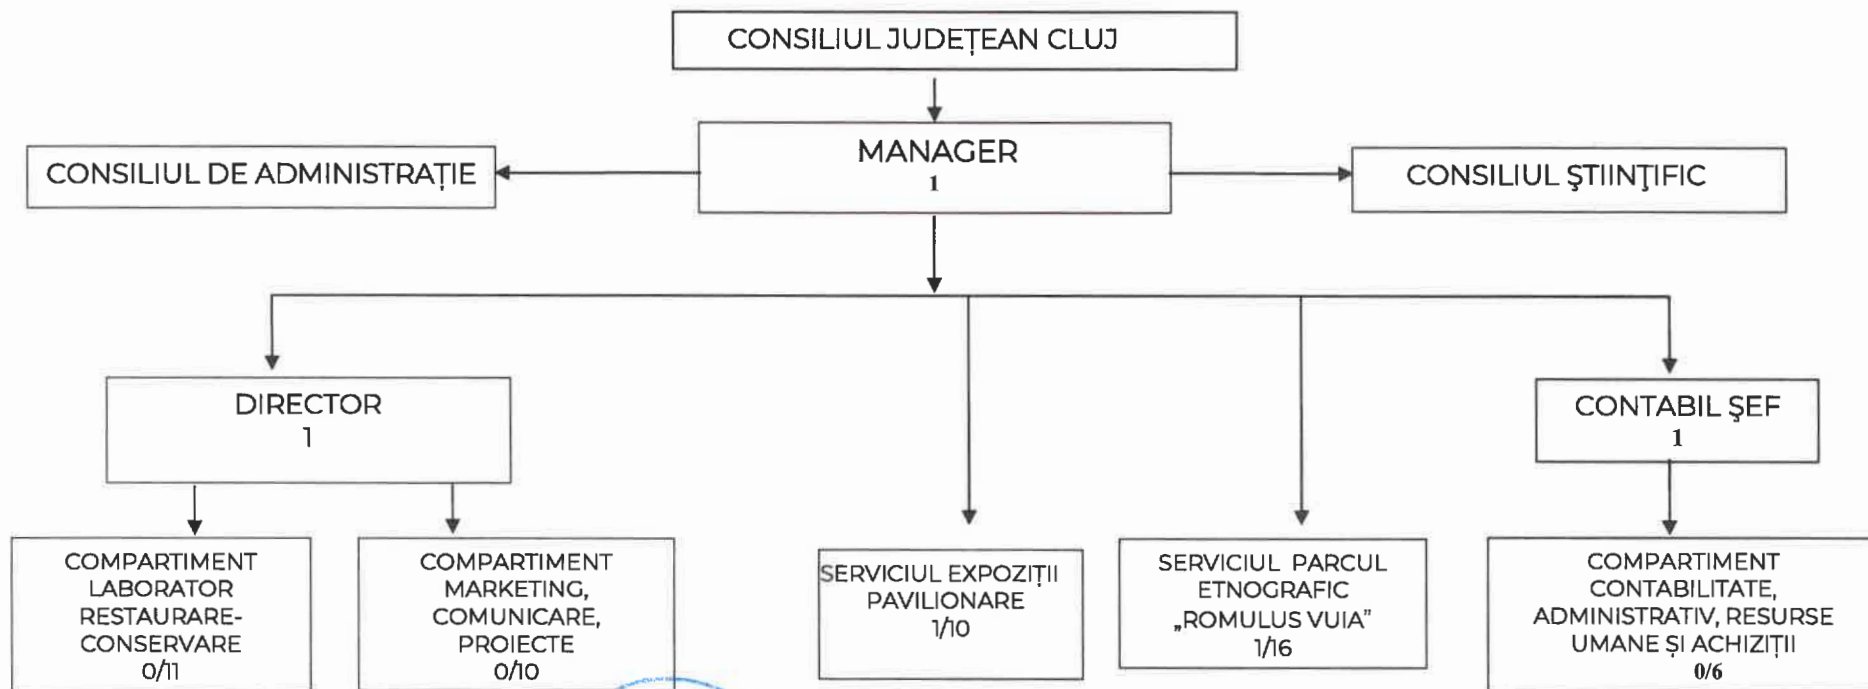 CONSILIUL JUDEȚEAN CLUJ
MANAGER
1
CONSILIUL DE ADMINISTRAȚIE
CONSILIUL ŞTIINŢIFIC
DIRECTOR
1
CONTABIL ŞEF
1
COMPARTIMENT
LABORATOR
RESTAURARE-
CONSERVARE
0/11
COMPARTIMENT
MARKETING,
COMUNICARE,
PROIECTE
0/10
SERVICIUL EXPOZIȚII
PAVILIONARE
1/10
SERVICIUL PARCUL
ETNOGRAFIC
„ROMULUS VUIA”
1/16
COMPARTIMENT
CONTABILITATE,
ADMINISTRATIV, RESURSE
UMANE ȘI ACHIZIȚII
0/6